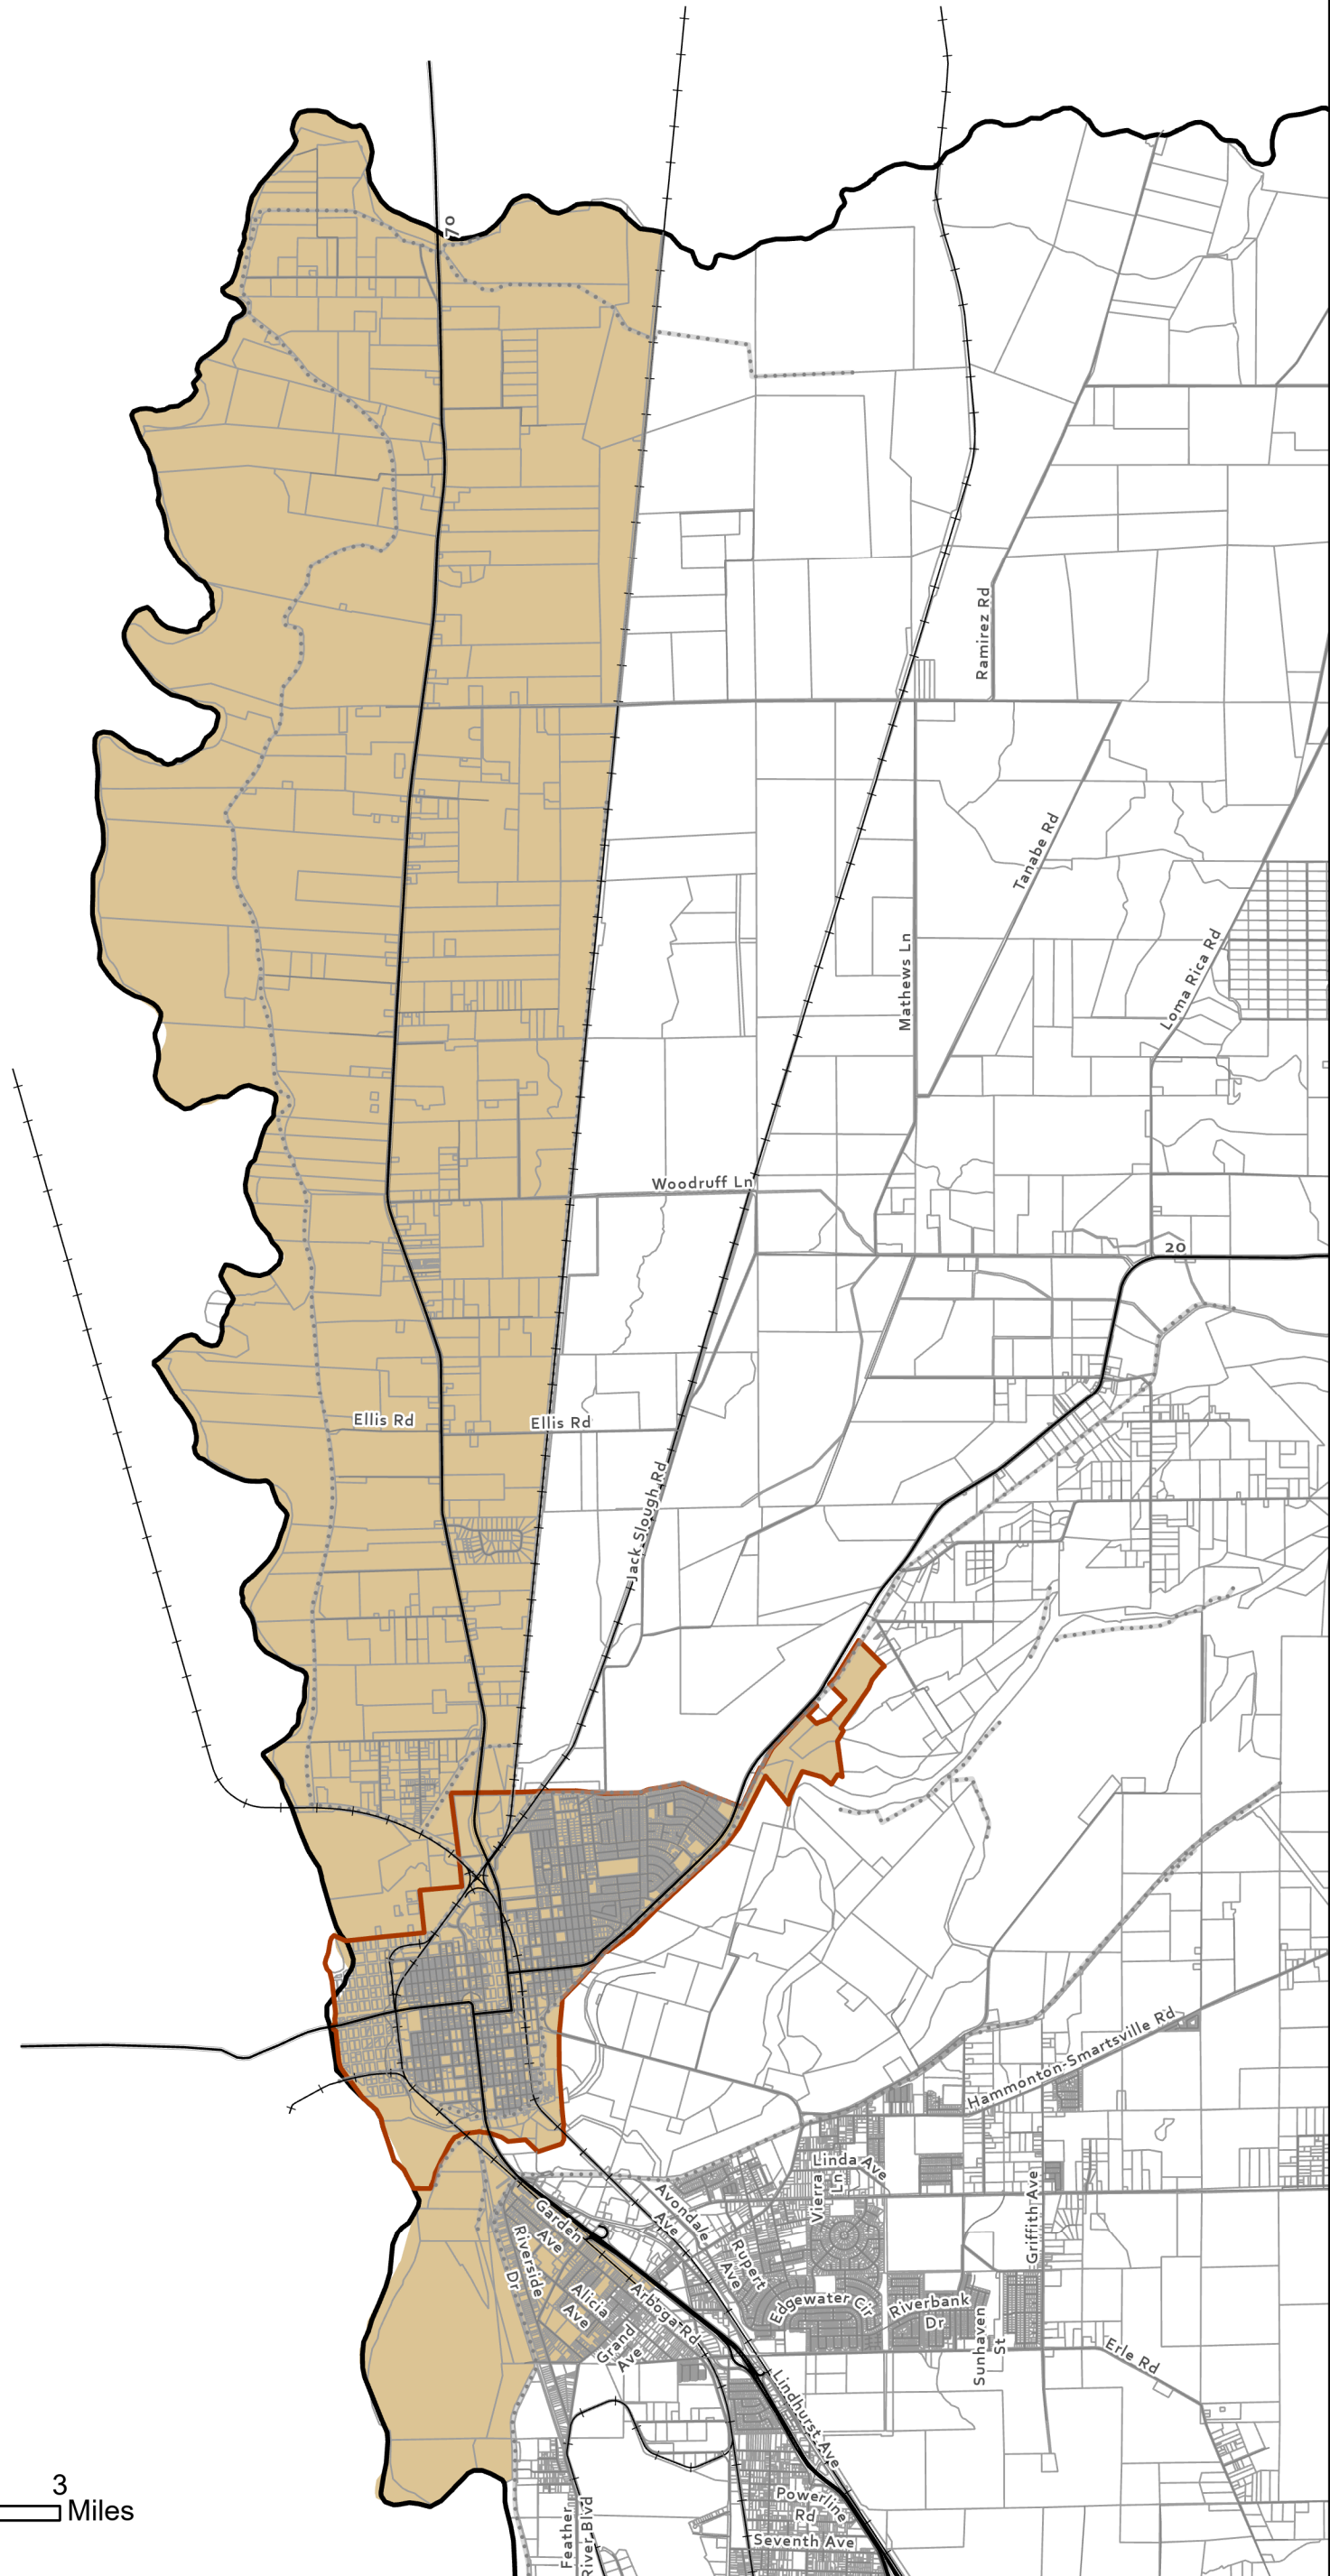 70
Ramirez Rd
Tanabe Rd
Mathews Ln
Loma Rica Rd
Woodruff Ln
20
Ellis Rd
Ellis Rd
Jack Slough Rd
Hammonton-Smartsville Rd
Linda Ave
Vierra
Ln
Griffith Ave
Avondale
Ave
Garden
Ave
Riverside
Dr
Rupert
Ave
Alicia
Ave
Arboga Rd
Edgewater Cir
Riverbank
Dr
Grand
Ave
Sunhaven
St
Erle Rd
Lindhurst Ave
3
Miles
Powerline
Rd
Seventh Ave
Feather
River Blvd